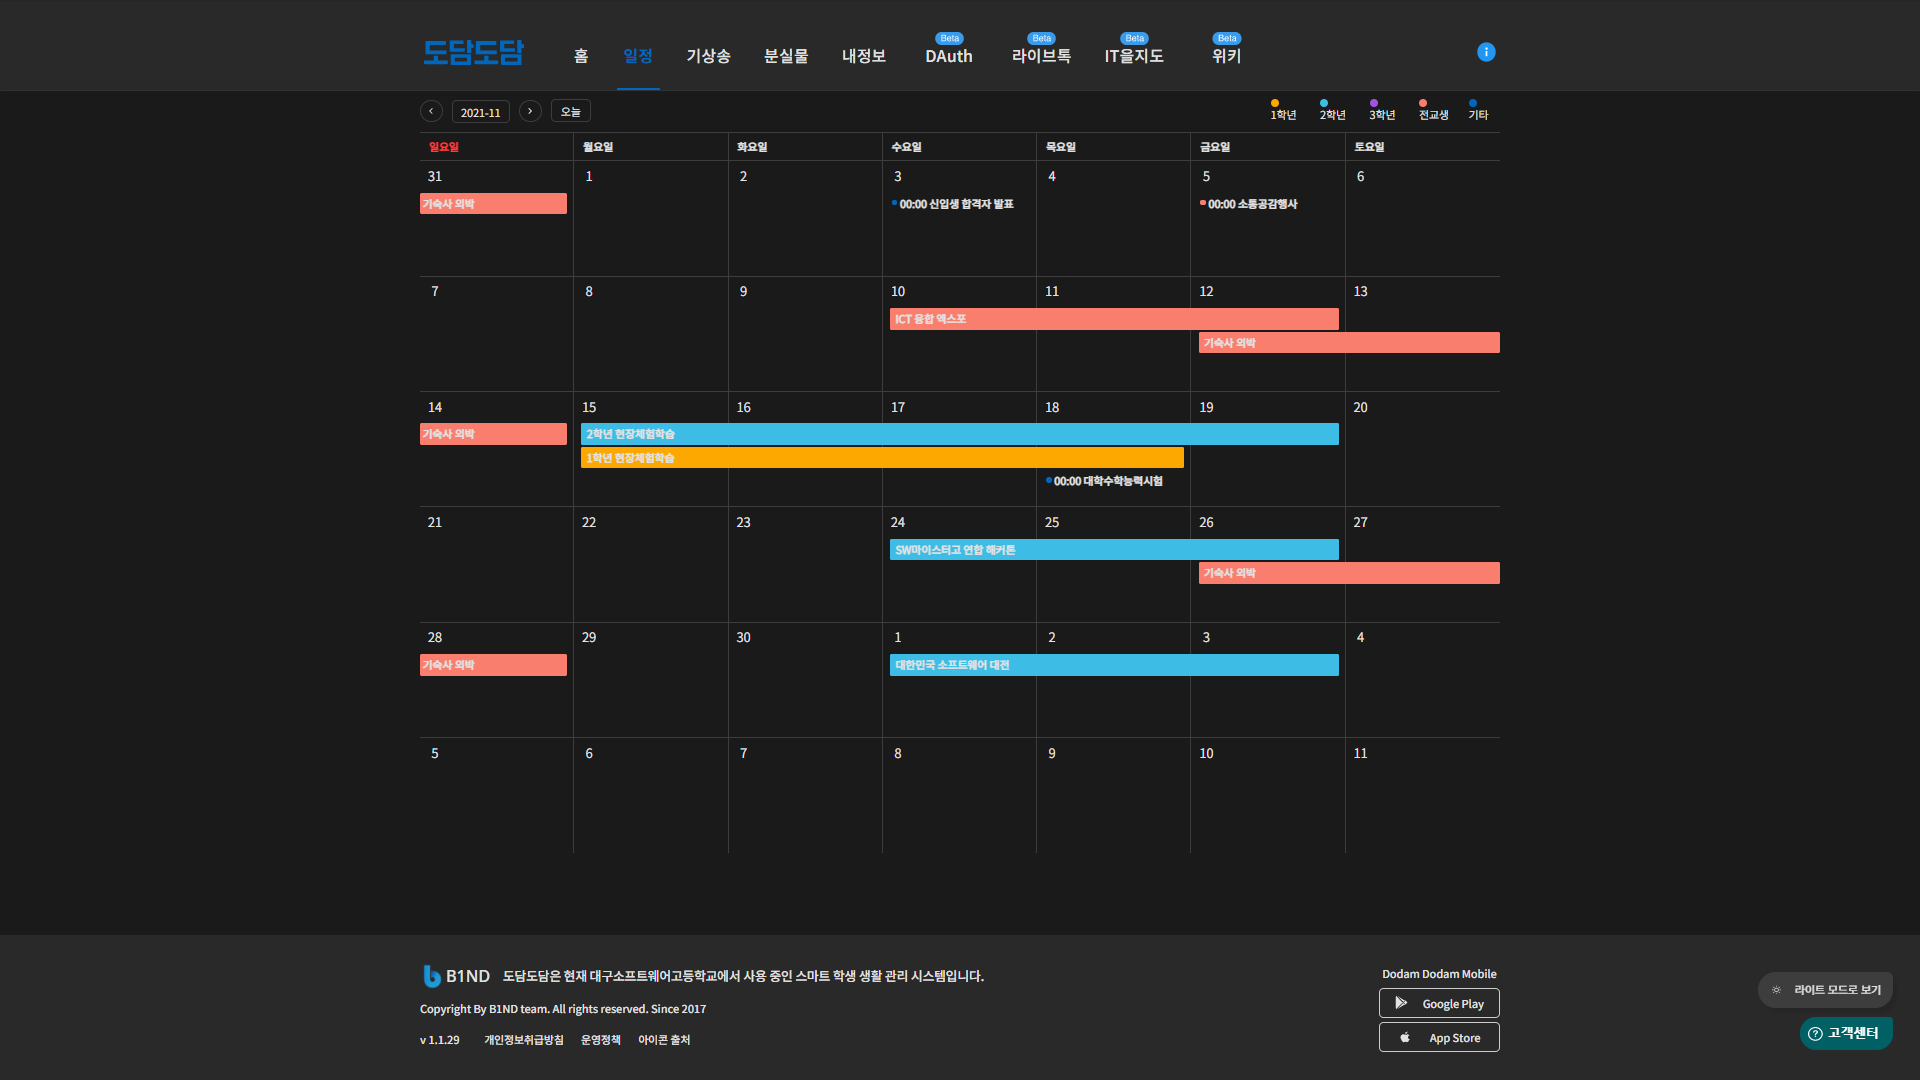 도담도담 홈 일정 기상송 분실물 내정보 Beta DAuth Beta 라이브톡 Beta IT을지도 Beta 위키
2021-11 오늘 1학년 2학년 3학년 전교생 기타
일요일 월요일 화요일 수요일 목요일 금요일 토요일
31 1 2 3 4 5 6
기숙사 외박 00:00 신입생 합격자 발표 00:00 소통공감행사
7 8 9 10 11 12 13
ICT 융합 엑스포
기숙사 외박
14 15 16 17 18 19 20
기숙사 외박 2학년 현장체험학습
1학년 현장체험학습
00:00 대학수학능력시험
21 22 23 24 25 26 27
SW마이스터고 연합 해커톤
기숙사 외박
28 29 30 1 2 3 4
기숙사 외박 대한민국 소프트웨어 대전
5 6 7 8 9 10 11
B1ND 도담도담은 현재 대구소프트웨어고등학교에서 사용 중인 스마트 학생 생활 관리 시스템입니다.
Copyright By B1ND team. All rights reserved. Since 2017
v 1.1.29 개인정보취급방침 운영정책 아이콘 출처
Dodam Dodam Mobile
Google Play
App Store
라이트 모드로 보기
고객센터